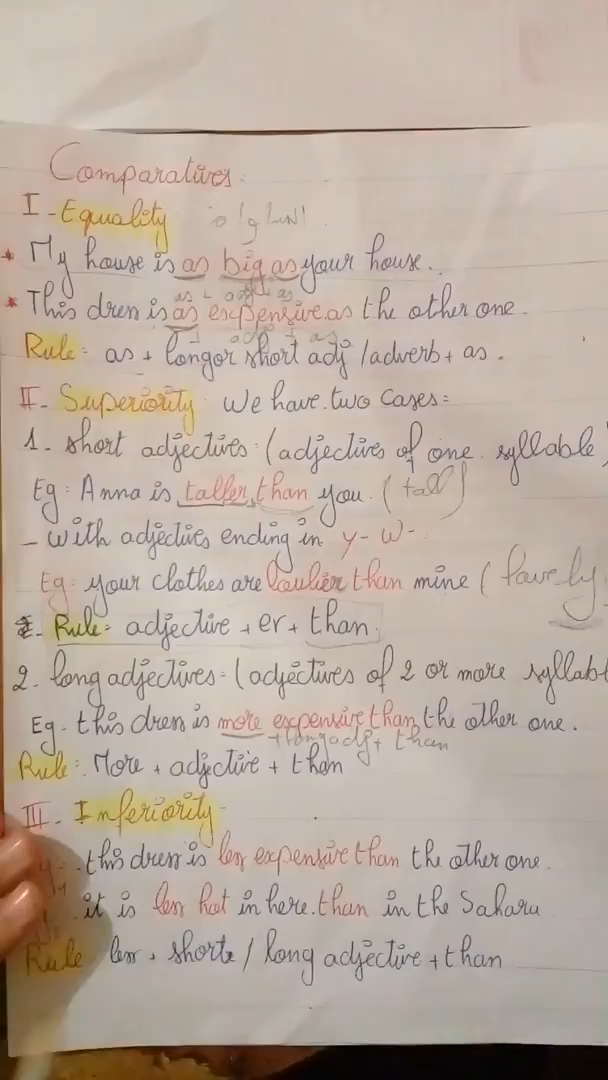 Comparatives.
I - Equality
* My house is as big as your house.
as + adj + as
* This dress is as expensive as the other one.
+ adj + as
Rule: as + long or short adj / adverb + as.
II - Superiority We have two cases:
1. short adjectives: (adjectives of one syllable)
Eg: Anna is taller than you. (tall)
- with adjectives ending in y - w -
Eg: your clothes are loulier than mine (lovely
2. Rule: adjective + er + than.
2. long adjectives: (adjectives of 2 or more syllabl
Eg - this dress is more expensive than the other one.
+ long adj + than
Rule: More + adjective + than
III - Inferiority -
this dress is less expensive than the other one.
it is less hot in here than in the Sahara
Rule less + short / long adjective + than